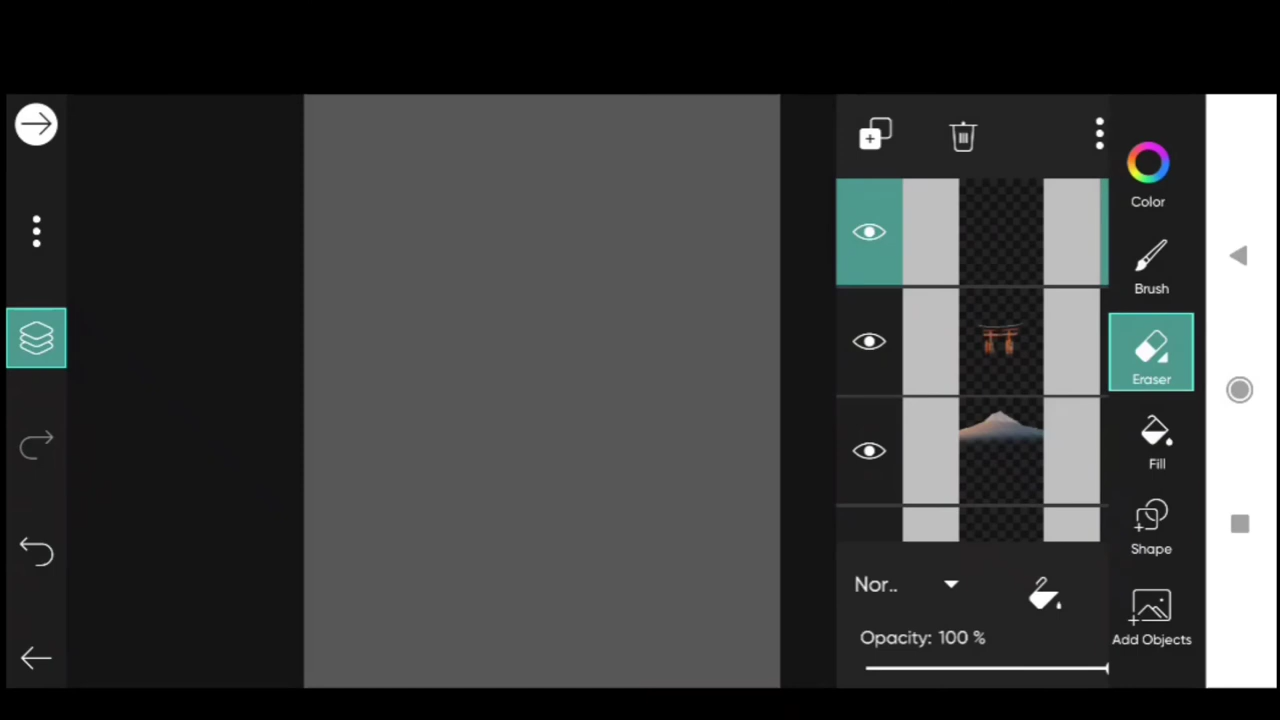 Color
Brush
Eraser
Fill
Shape
Add Objects
Nor..
Opacity: 100 %